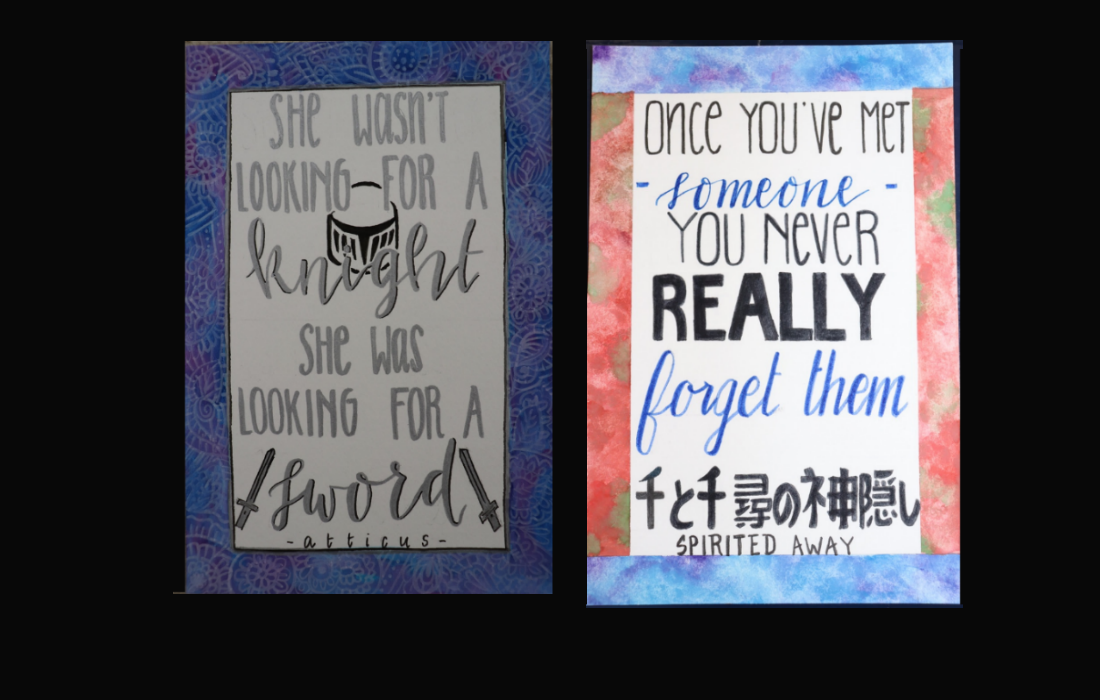 SHE WASN'T
LOOKING FOR A
knight
SHE WAS
LOOKING FOR A
sword
-atticus-
ONCE YOU'VE MET
- someone -
YOU NEVER
REALLY
forget them
千と千尋の神隠し
SPIRITED AWAY